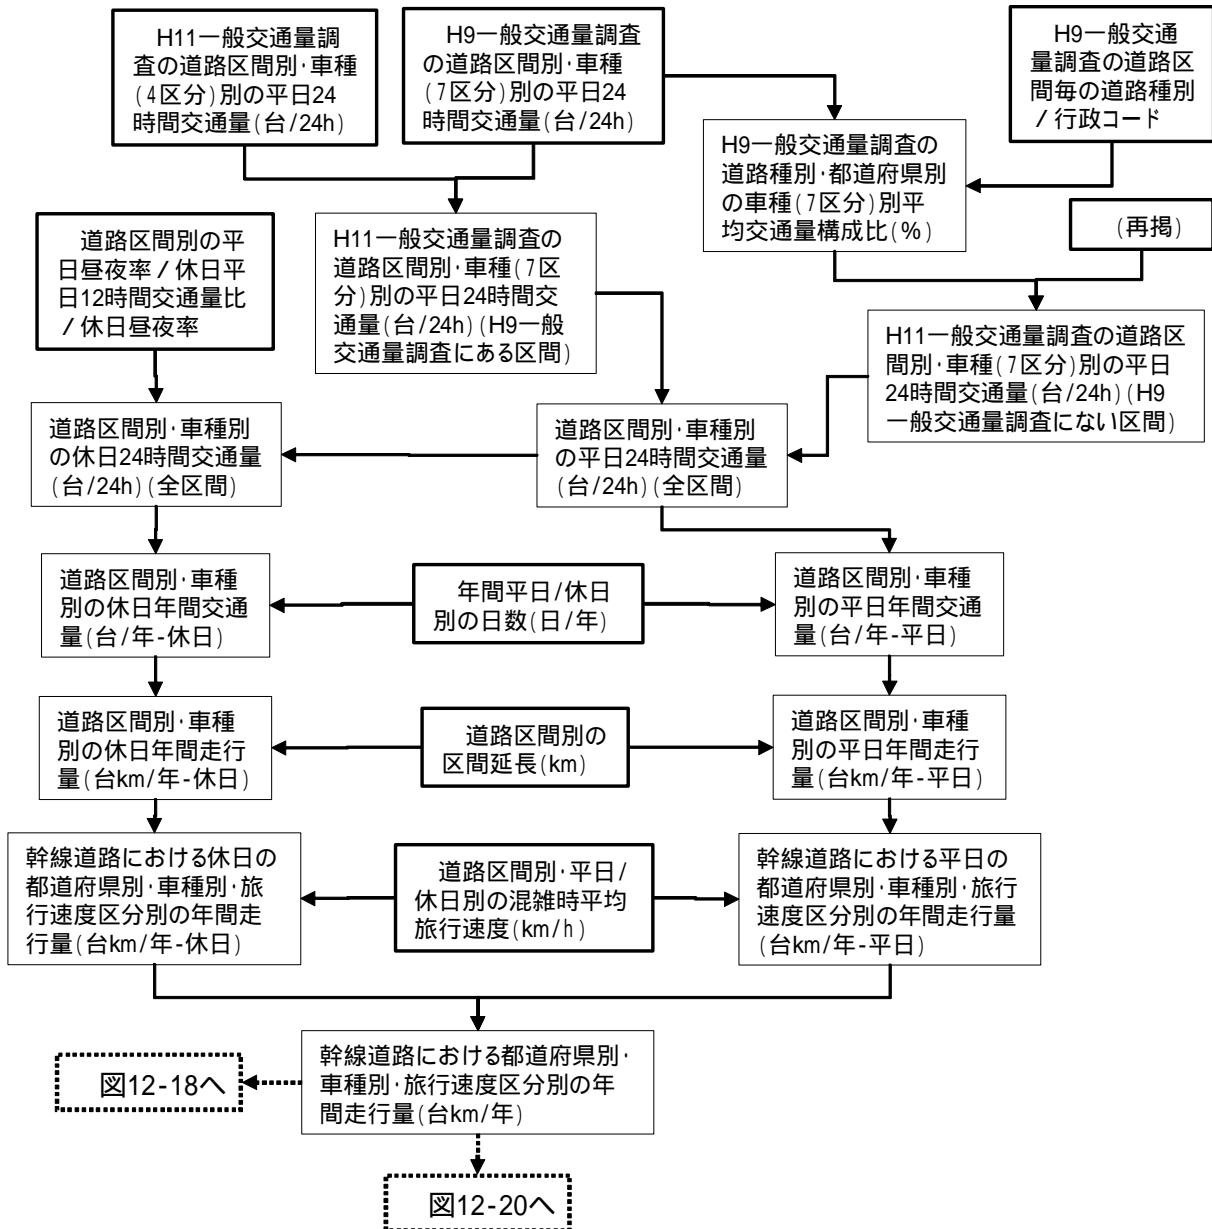 H11一般交通量調
査の道路区間別・車種
(4区分)別の平日24
時間交通量(台/24h)
H9一般交通量調査
の道路区間別・車種
(7区分)別の平日24
時間交通量(台/24h)
H9一般交通
量調査の道路区
間毎の道路種別
/行政コード
H9一般交通量調査の
道路種別・都道府県別
の車種(7区分)別平
均交通量構成比(%)
(再掲)
道路区間別の平
日昼夜率/休日平
日12時間交通量比
/休日昼夜率
H11一般交通量調査の
道路区間別・車種(7区
分)別の平日24時間交
通量(台/24h)(H9一般
交通量調査にある区間)
H11一般交通量調査の道路区
間別・車種(7区分)別の平日
24時間交通量(台/24h)(H9
一般交通量調査にない区間)
道路区間別・車種別
の休日24時間交通量
(台/24h)(全区間)
道路区間別・車種別
の平日24時間交通量
(台/24h)(全区間)
道路区間別・車種
別の休日年間交通
量(台/年-休日)
年間平日/休日
別の日数(日/年)
道路区間別・車種
別の平日年間交通
量(台/年-平日)
道路区間別・車種
別の休日年間走行
量(台km/年-休日)
道路区間別の
区間延長(km)
道路区間別・車種
別の平日年間走行
量(台km/年-平日)
幹線道路における休日の
都道府県別・車種別・旅
行速度区分別の年間走
行量(台km/年-休日)
道路区間別・平日/
休日別の混雑時平均
旅行速度(km/h)
幹線道路における平日の
都道府県別・車種別・旅行
速度区分別の年間走行量
(台km/年-平日)
幹線道路における都道府県別・
車種別・旅行速度区分別の年
間走行量(台km/年)
図12-18へ
図12-20へ